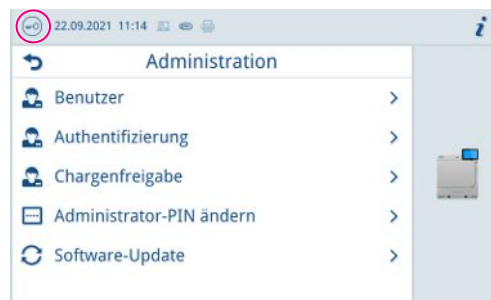 22.09.2021 11:14
Administration
Benutzer
Authentifizierung
Chargenfreigabe
Administrator-PIN ändern
Software-Update